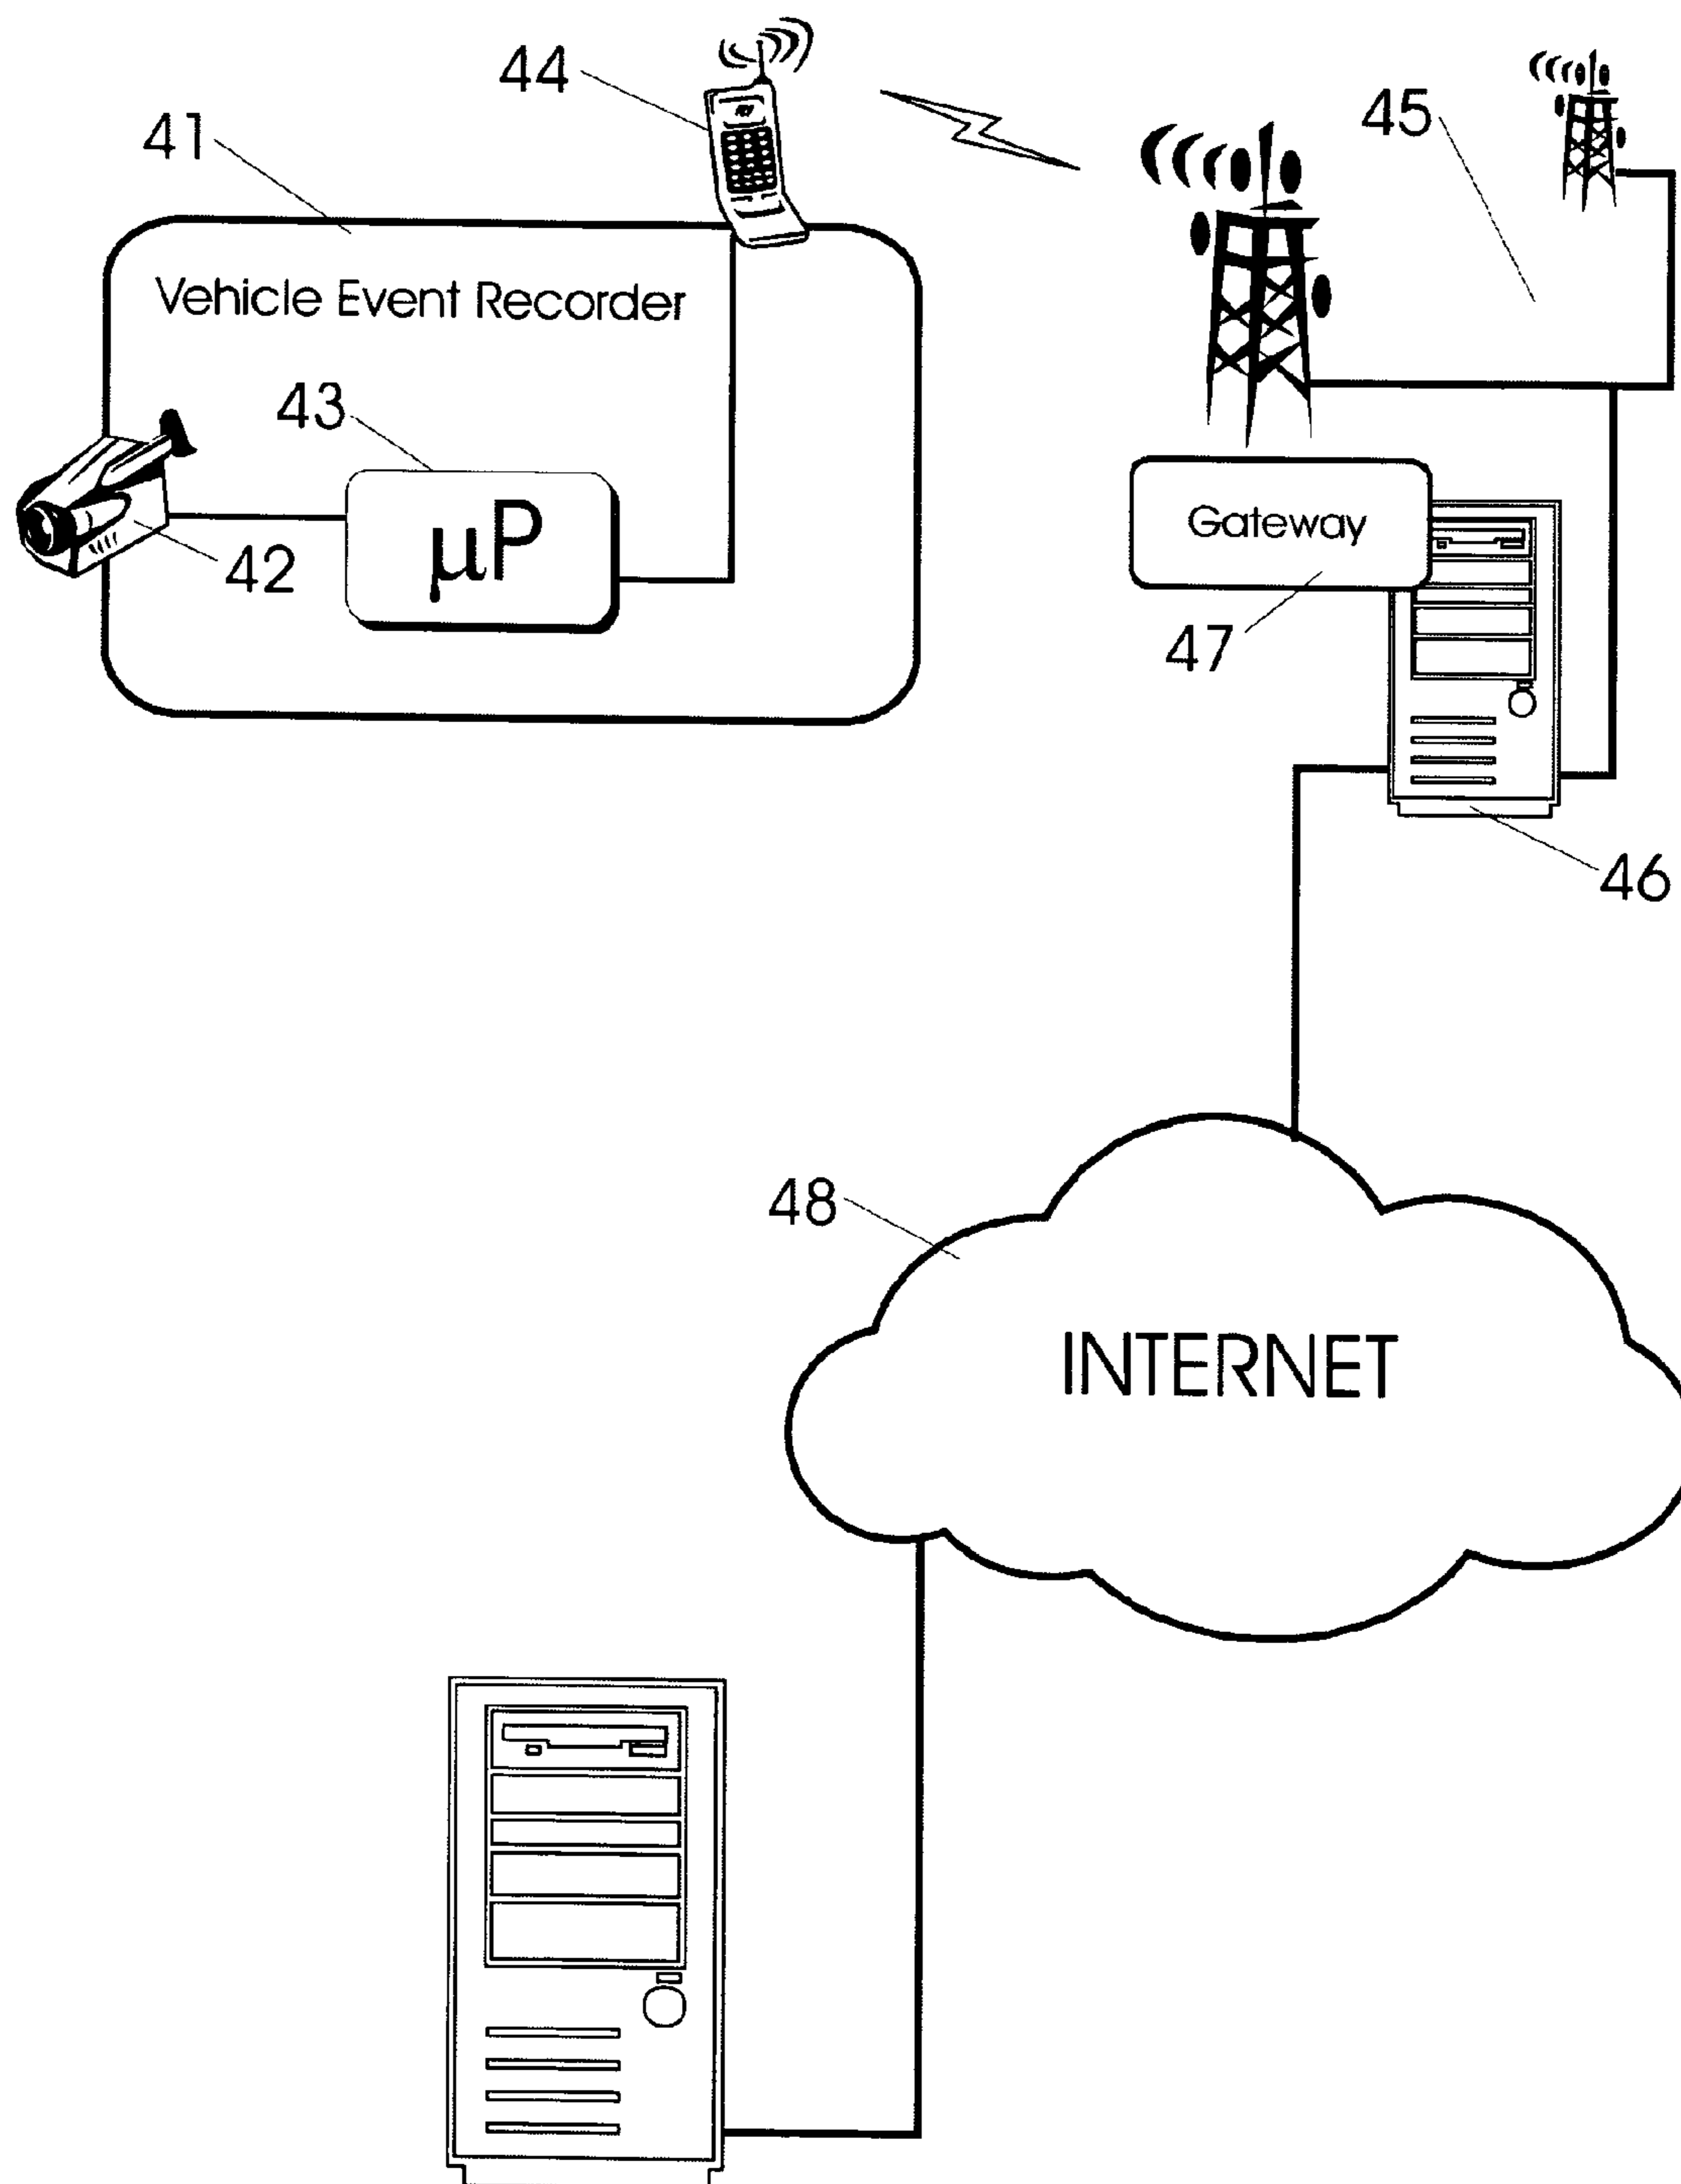 44
45
41
Vehicle Event Recorder
43
μP
42
Gateway
47
46
48
INTERNET